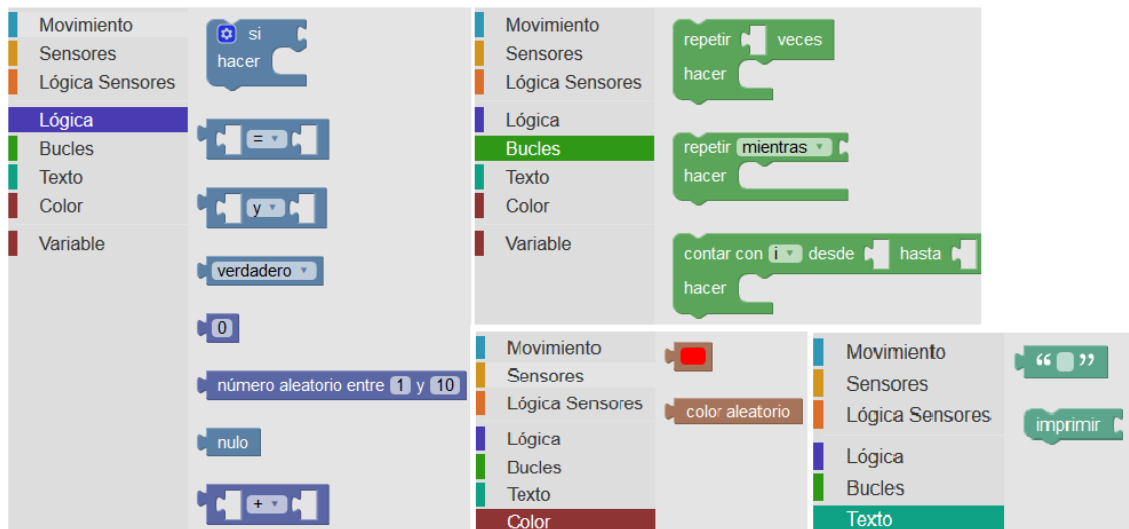 Movimiento
Sensores
Lógica Sensores
Lógica
Bucles
Texto
Color
Variable
si
hacer
=
y
verdadero
0
número aleatorio entre 1 y 10
nulo
+
Movimiento
Sensores
Lógica Sensores
Lógica
Bucles
Texto
Color
Variable
repetir veces
hacer
repetir mientras
hacer
contar con i desde hasta
hacer
Movimiento
Sensores
Lógica Sensores
Lógica
Bucles
Texto
Color
color aleatorio
Movimiento
Sensores
Lógica Sensores
Lógica
Bucles
Texto
“ ”
imprimir